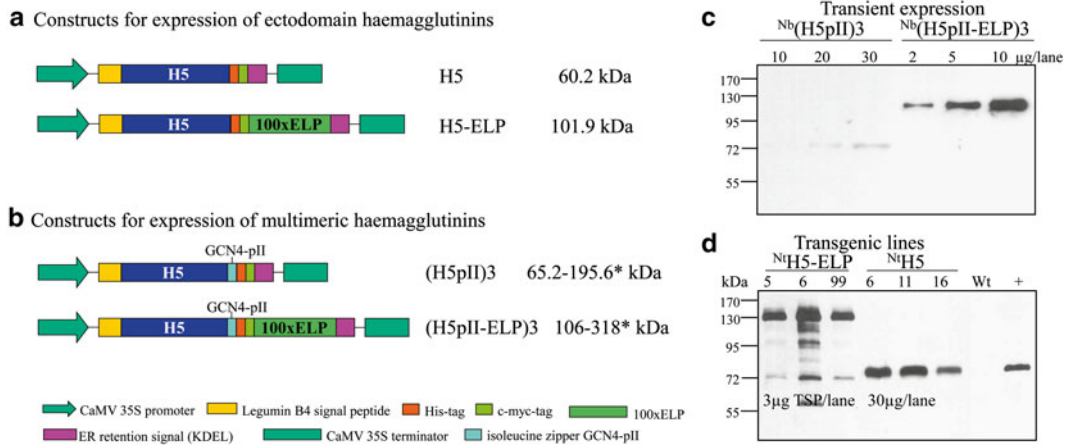 a Constructs for expression of ectodomain haemagglutinins
H5
H5 60.2 kDa
H5 100xELP
H5-ELP 101.9 kDa
b Constructs for expression of multimeric haemagglutinins
GCN4-pII
H5
(H5pII)3 65.2-195.6* kDa
GCN4-pII
H5 100xELP
(H5pII-ELP)3 106-318* kDa
CaMV 35S promoter
Legumin B4 signal peptide
His-tag
c-myc-tag
100xELP
ER retention signal (KDEL)
CaMV 35S terminator
isoleucine zipper GCN4-pII
c Transient expression
Nb(H5pII)3 Nb(H5pII-ELP)3
10 20 30 2 5 10 µg/lane
170
130
95
72
55
d Transgenic lines
NtH5-ELP NtH5
kDa 5 6 99 6 11 16 Wt +
170
130
95
72
3µg TSP/lane 30µg/lane
55